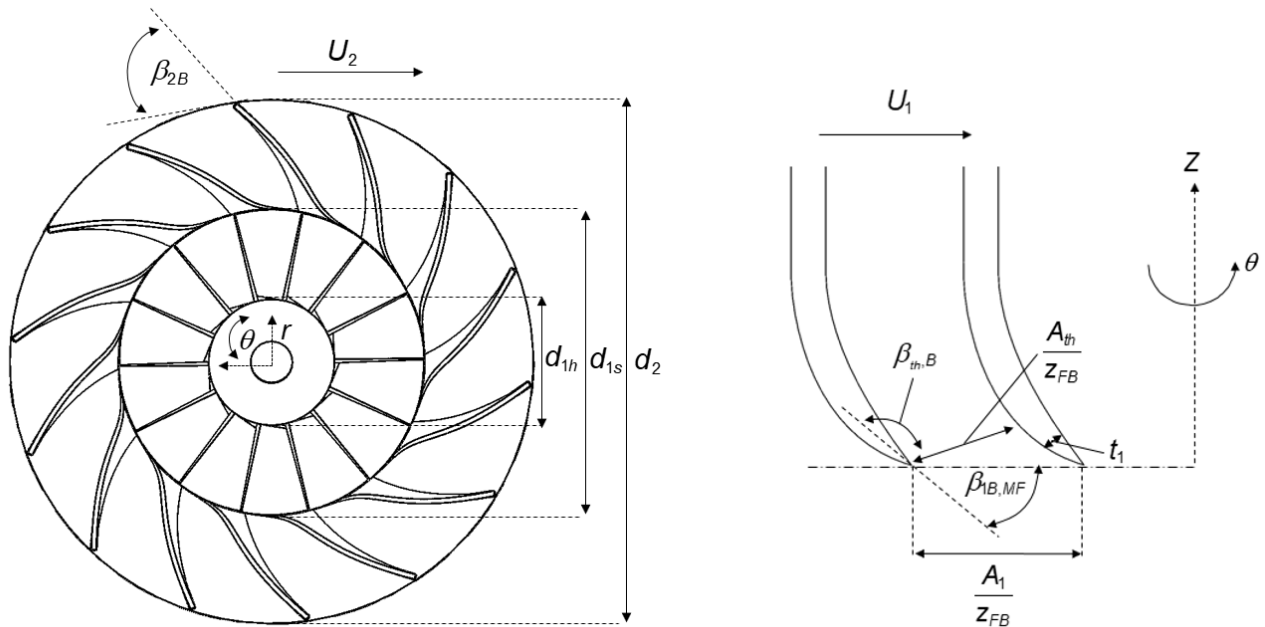 U₂
β₂B
r
θ
d₁h d₁s d₂
U₁
Z
θ
βth,B
Ath
zFB
t₁
β₁B,MF
A₁
zFB